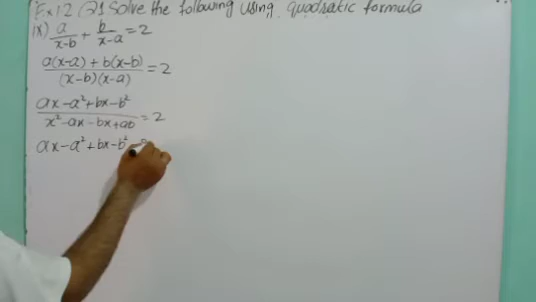 Ex 1.2 Q1 Solve the following using quadratic formula
ix) a/(x-b) + b/(x-a) = 2
(a(x-a) + b(x-b))/((x-b)(x-a)) = 2
(ax - a² + bx - b²)/(x² - ax - bx + ab) = 2
ax - a² + bx - b²